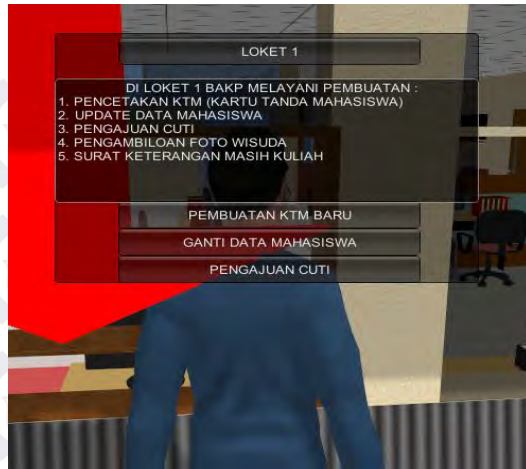 LOKET 1
DI LOKET 1 BAKP MELAYANI PEMBUATAN :
1. PENCETAKAN KTM (KARTU TANDA MAHASISWA)
2. UPDATE DATA MAHASISWA
3. PENGAJUAN CUTI
4. PENGAMBILOAN FOTO WISUDA
5. SURAT KETERANGAN MASIH KULIAH
PEMBUATAN KTM BARU
GANTI DATA MAHASISWA
PENGAJUAN CUTI